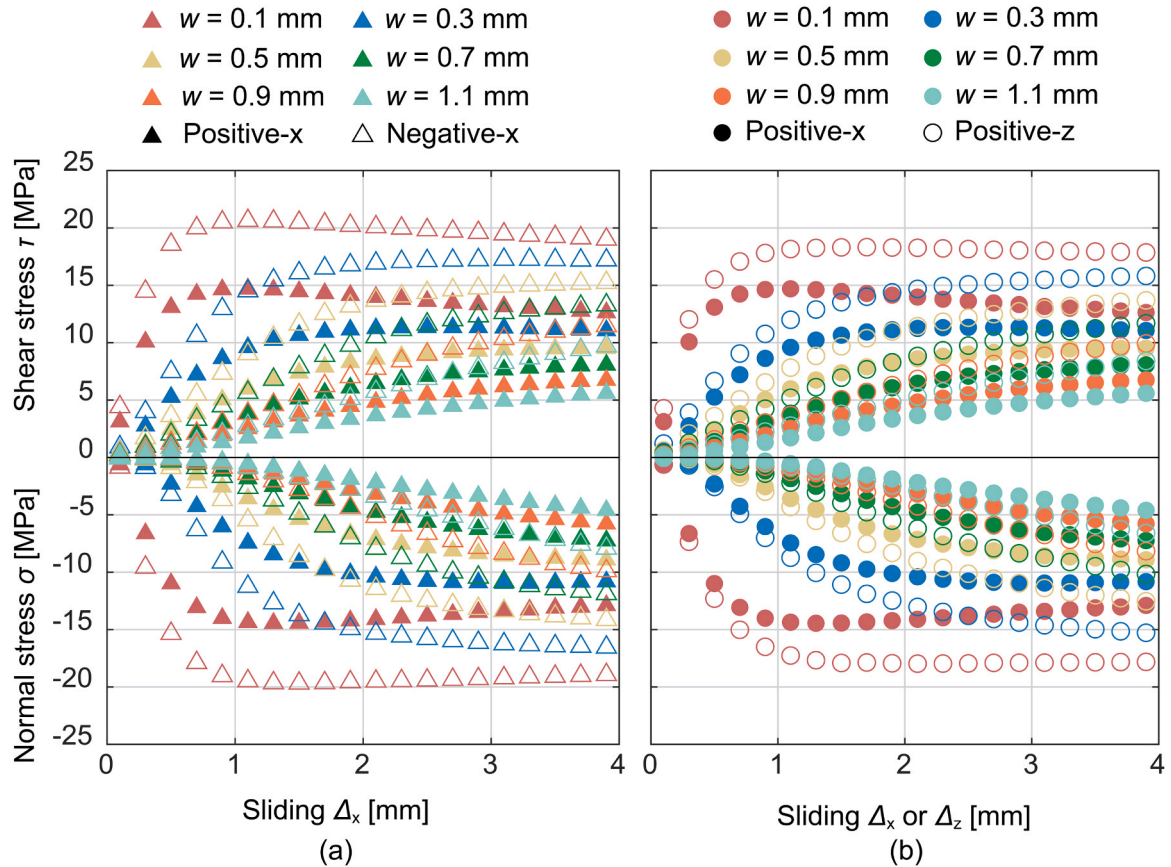 w = 0.1 mm w = 0.3 mm
w = 0.5 mm w = 0.7 mm
w = 0.9 mm w = 1.1 mm
Positive-x Negative-x
25
20
15
10
5
0
-5
-10
-15
-20
-25
Shear stress τ [MPa]
Normal stress σ [MPa]
0 1 2 3 4
Sliding Δx [mm]
(a)
w = 0.1 mm w = 0.3 mm
w = 0.5 mm w = 0.7 mm
w = 0.9 mm w = 1.1 mm
Positive-x Positive-z
0 1 2 3 4
Sliding Δx or Δz [mm]
(b)